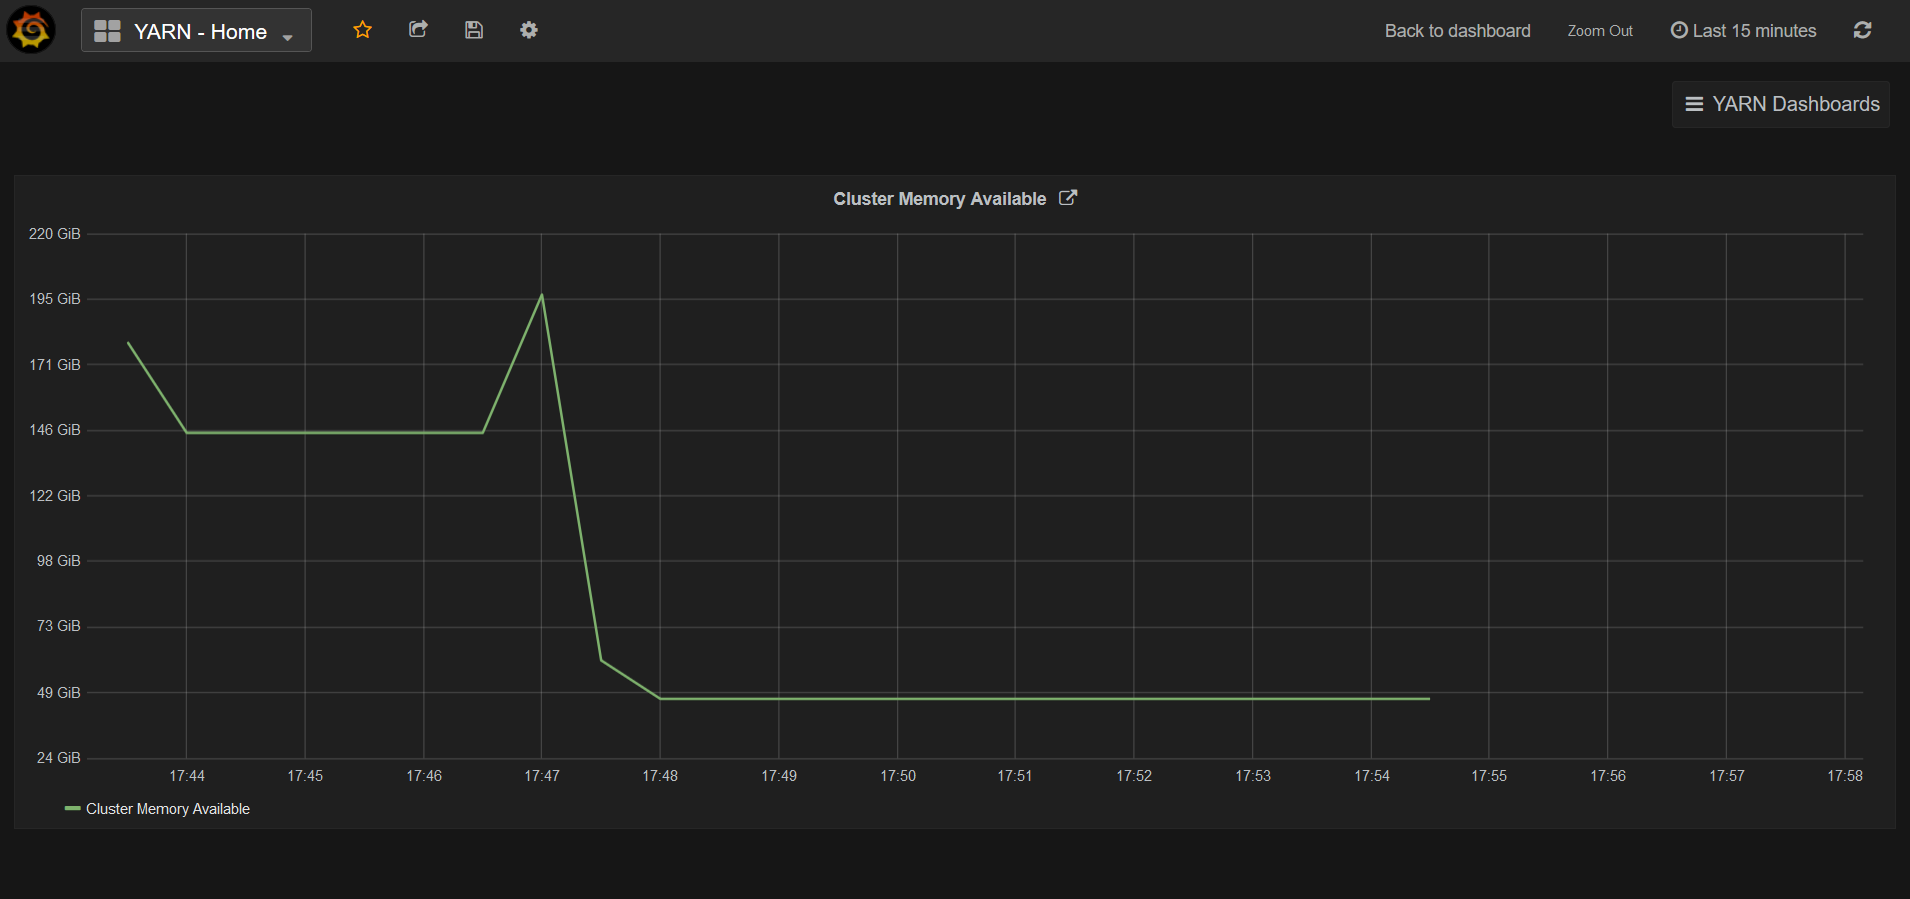 YARN - Home
Back to dashboard
Zoom Out
Last 15 minutes
YARN Dashboards
Cluster Memory Available
220 GiB
195 GiB
171 GiB
146 GiB
122 GiB
98 GiB
73 GiB
49 GiB
24 GiB
17:44 17:45 17:46 17:47 17:48 17:49 17:50 17:51 17:52 17:53 17:54 17:55 17:56 17:57 17:58
Cluster Memory Available